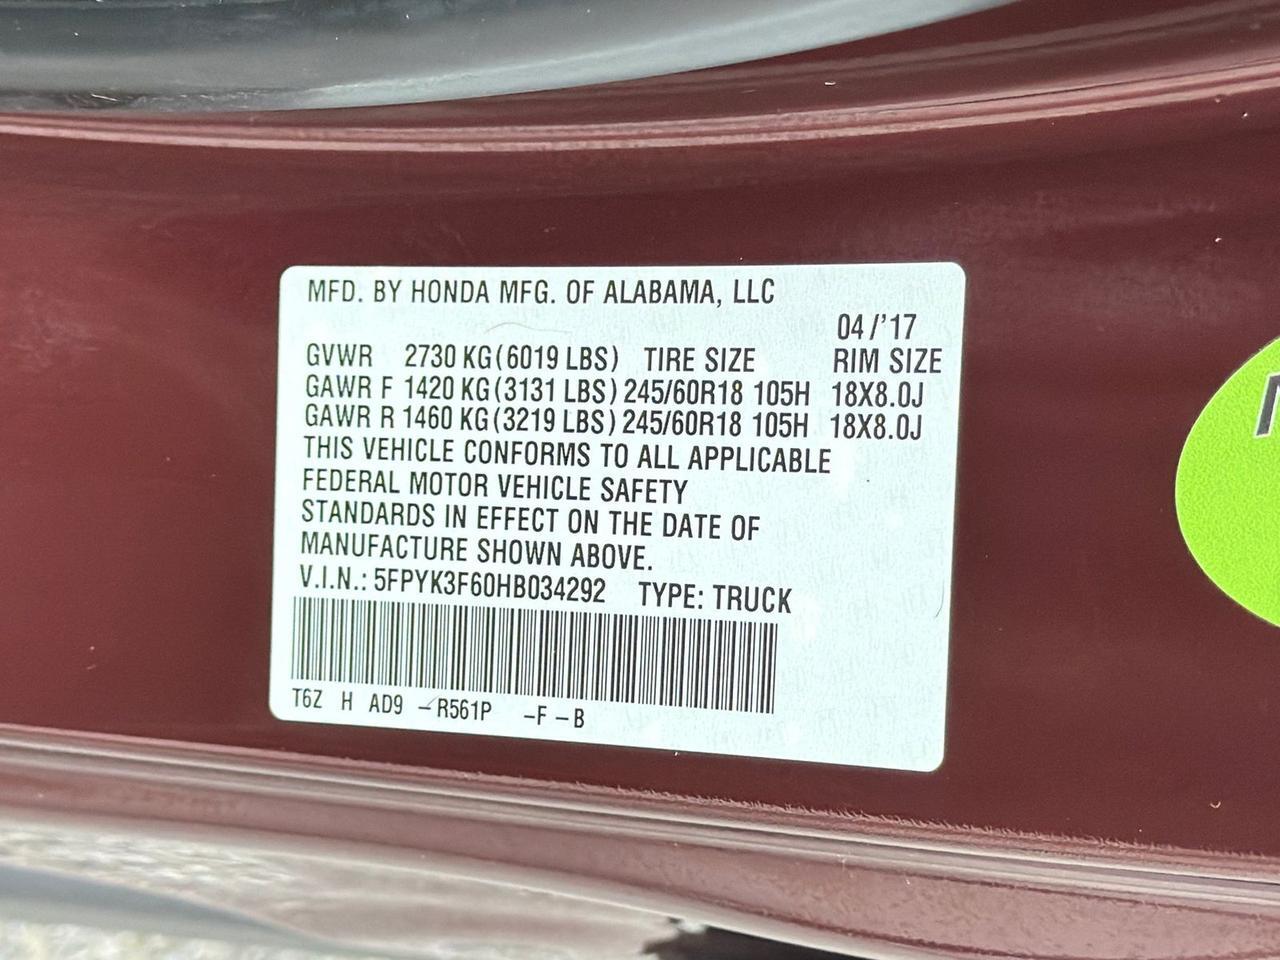 MFD. BY HONDA MFG. OF ALABAMA, LLC
04/'17
GVWR 2730 KG(6019 LBS) TIRE SIZE RIM SIZE
GAWR F 1420 KG(3131 LBS) 245/60R18 105H 18X8.0J
GAWR R 1460 KG(3219 LBS) 245/60R18 105H 18X8.0J
THIS VEHICLE CONFORMS TO ALL APPLICABLE
FEDERAL MOTOR VEHICLE SAFETY
STANDARDS IN EFFECT ON THE DATE OF
MANUFACTURE SHOWN ABOVE.
V.I.N.: 5FPYK3F60HB034292 TYPE: TRUCK
T6Z H AD9 -R561P -F-B